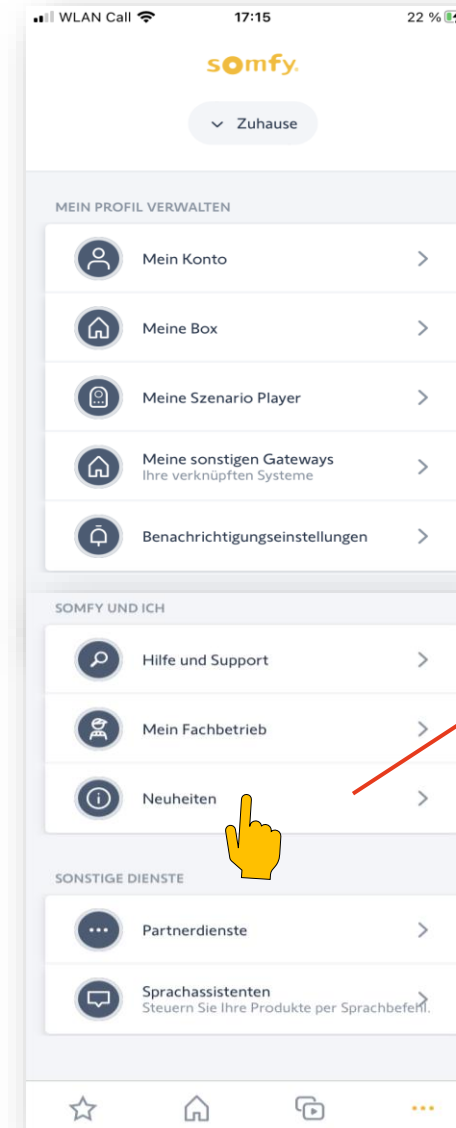 WLAN Call 17:15 22 %
somfy.
Zuhause
MEIN PROFIL VERWALTEN
Mein Konto
Meine Box
Meine Szenario Player
Meine sonstigen Gateways
Ihre verknüpften Systeme
Benachrichtigungseinstellungen
SOMFY UND ICH
Hilfe und Support
Mein Fachbetrieb
Neuheiten
SONSTIGE DIENSTE
Partnerdienste
Sprachassistenten
Steuern Sie Ihre Produkte per Sprachbefehl.